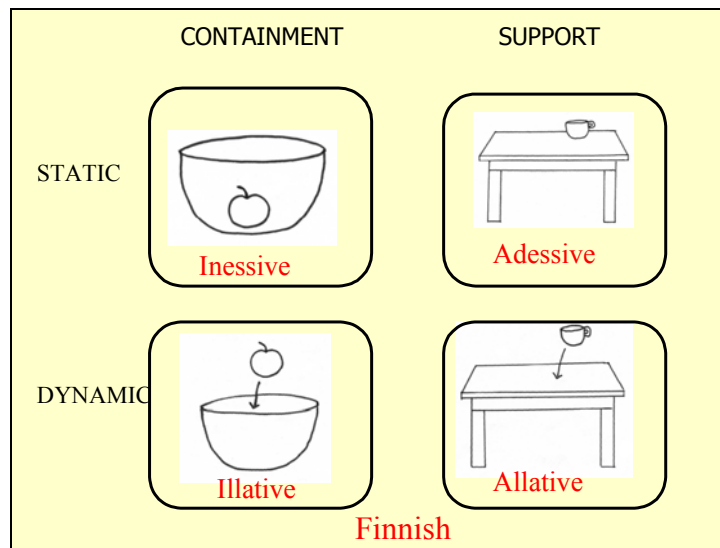 CONTAINMENT SUPPORT
STATIC
Inessive Adessive
DYNAMIC
Illative Allative
Finnish